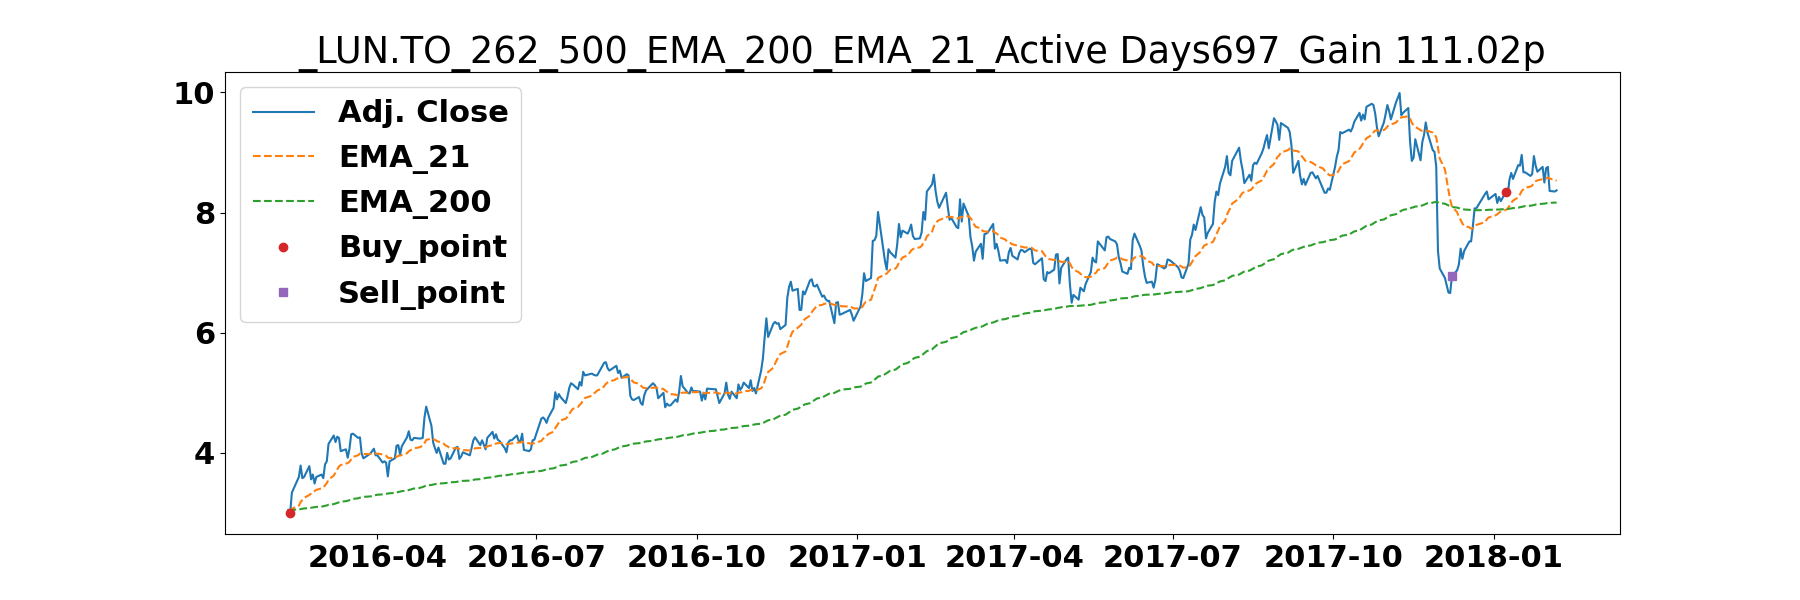 _LUN.TO_262_500_EMA_200_EMA_21_Active Days697_Gain 111.02p
10
8
6
4
Adj. Close
EMA_21
EMA_200
Buy_point
Sell_point
2016-04 2016-07 2016-10 2017-01 2017-04 2017-07 2017-10 2018-01